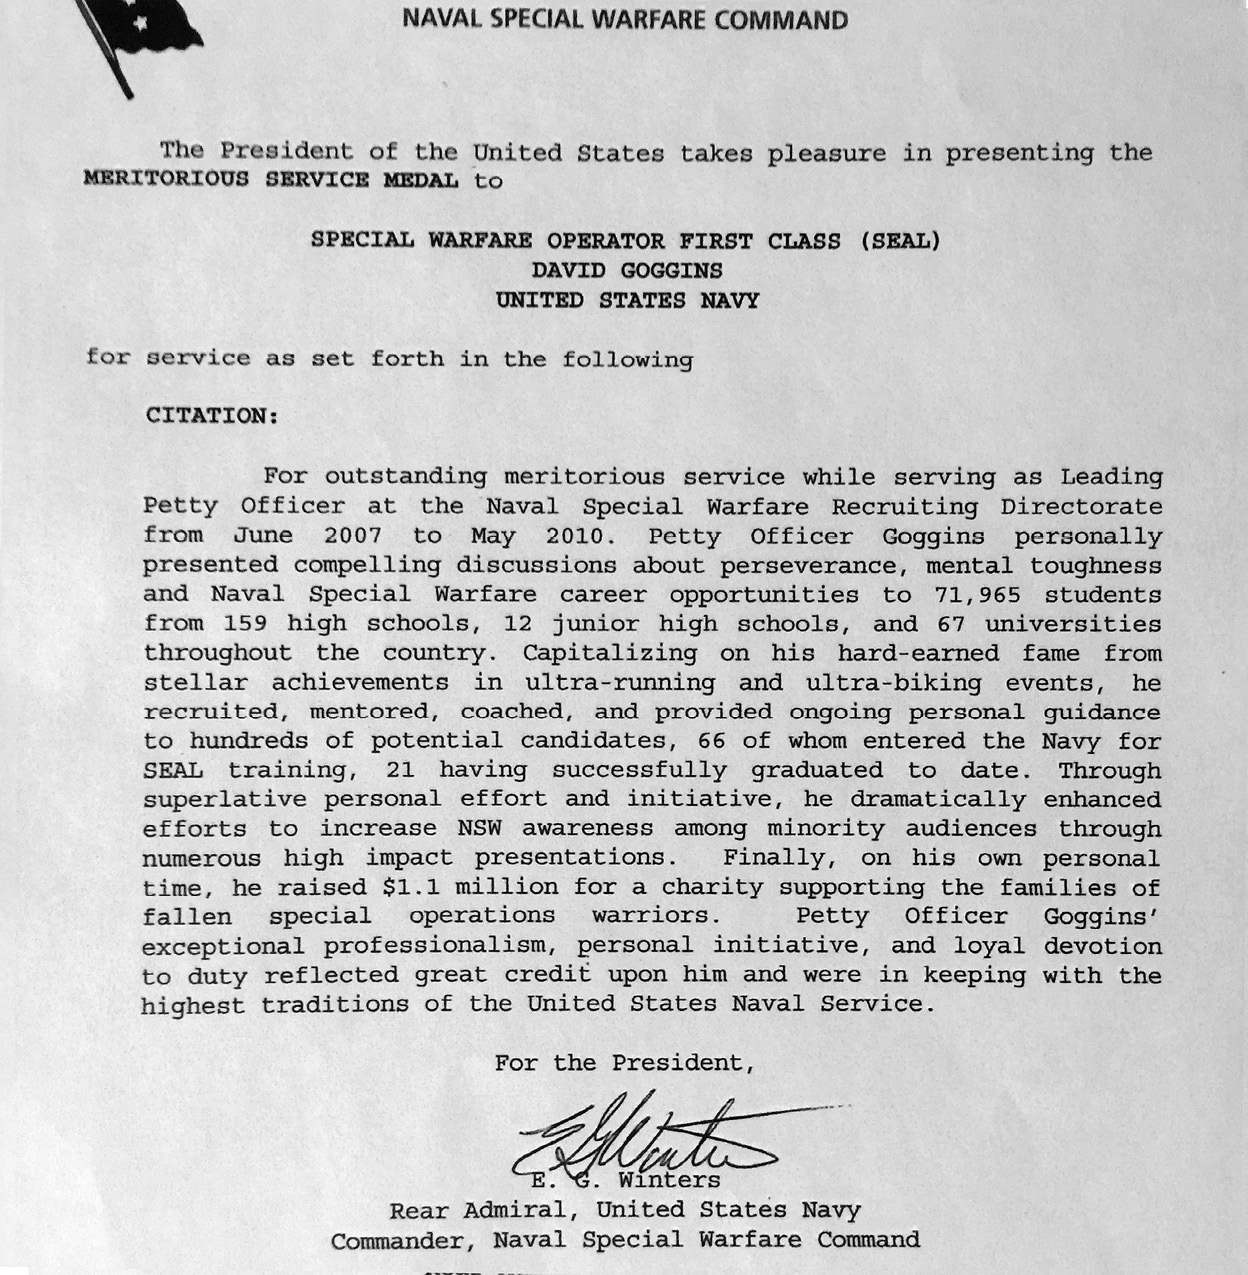 NAVAL SPECIAL WARFARE COMMAND
The President of the United States takes pleasure in presenting the
MERITORIOUS SERVICE MEDAL to
SPECIAL WARFARE OPERATOR FIRST CLASS (SEAL)
DAVID GOGGINS
UNITED STATES NAVY
for service as set forth in the following
CITATION:
For outstanding meritorious service while serving as Leading
Petty Officer at the Naval Special Warfare Recruiting Directorate
from June 2007 to May 2010. Petty Officer Goggins personally
presented compelling discussions about perseverance, mental toughness
and Naval Special Warfare career opportunities to 71,965 students
from 159 high schools, 12 junior high schools, and 67 universities
throughout the country. Capitalizing on his hard-earned fame from
stellar achievements in ultra-running and ultra-biking events, he
recruited, mentored, coached, and provided ongoing personal guidance
to hundreds of potential candidates, 66 of whom entered the Navy for
SEAL training, 21 having successfully graduated to date. Through
superlative personal effort and initiative, he dramatically enhanced
efforts to increase NSW awareness among minority audiences through
numerous high impact presentations. Finally, on his own personal
time, he raised $1.1 million for a charity supporting the families of
fallen special operations warriors. Petty Officer Goggins'
exceptional professionalism, personal initiative, and loyal devotion
to duty reflected great credit upon him and were in keeping with the
highest traditions of the United States Naval Service.
For the President,
EGWinters
E. G. Winters
Rear Admiral, United States Navy
Commander, Naval Special Warfare Command